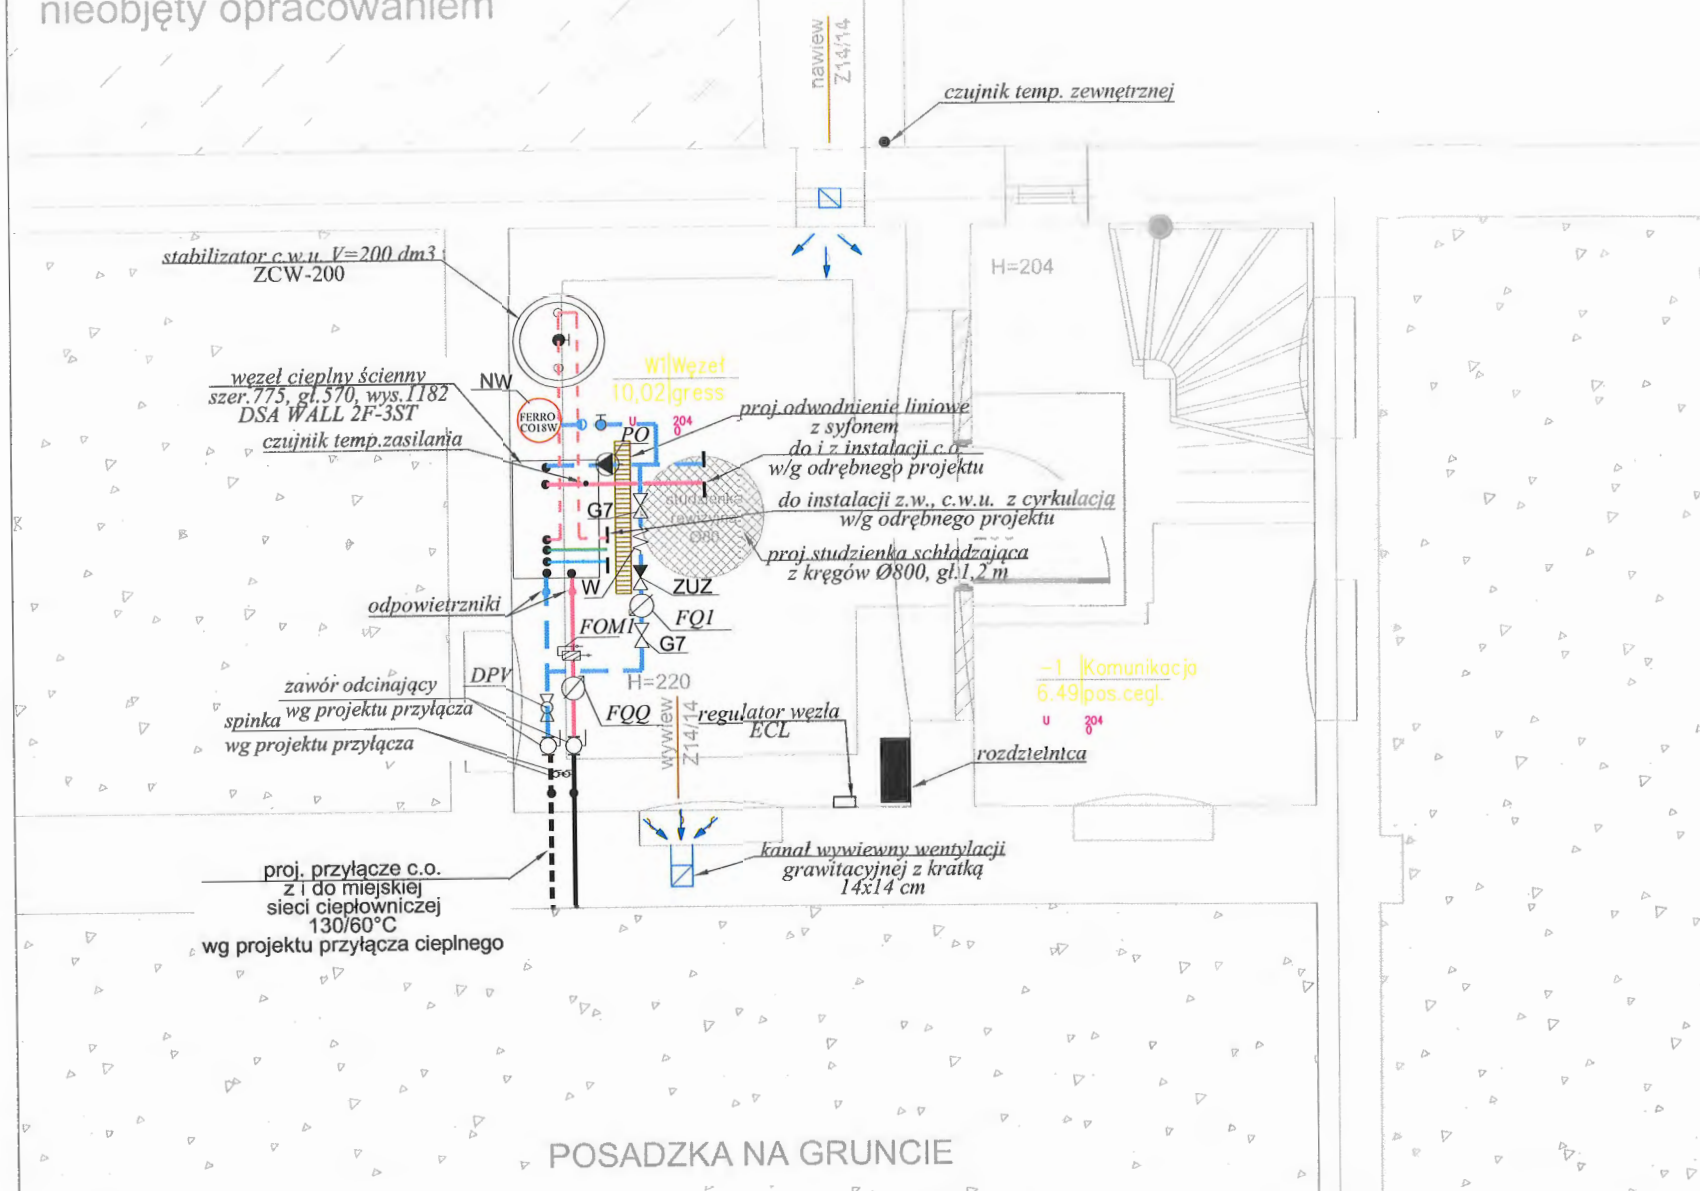 nieobjęty opracowaniem
nawiew
Z14/14
czujnik temp. zewnętrznej
stabilizator c.w.u. V=200 dm3
ZCW-200
H=204
węzeł cieplny ścienny
szer.775, gł.570, wys.1182
DSA WALL 2F-3ST
NW
FERRO
CO18W
W1 Węzeł
10,02 gress
U 204
0
czujnik temp.zasilania
PO
proj.odwodnienie liniowe
z syfonem
do i z instalacji c.o.
w/g odrębnego projektu
G7
studzienka
Ø80
do instalacji z.w., c.w.u. z cyrkulacją
w/g odrębnego projektu
proj.studzienka schładzająca
z kręgów Ø800, gł.1,2 m
W
ZUZ
odpowietrzniki
FOM1
FQ1
G7
DPV
H=220
zawór odcinający
wg projektu przyłącza
spinka
wg projektu przyłącza
FQQ
wywiew
Z14/14
regulator węzła
ECL
-1 Komunikacja
6.49 pos.cegl.
U 204
0
rozdzielnica
kanał wywiewny wentylacji
grawitacyjnej z kratką
14x14 cm
proj. przyłącze c.o.
z i do miejskiej
sieci ciepłowniczej
130/60°C
wg projektu przyłącza cieplnego
POSADZKA NA GRUNCIE